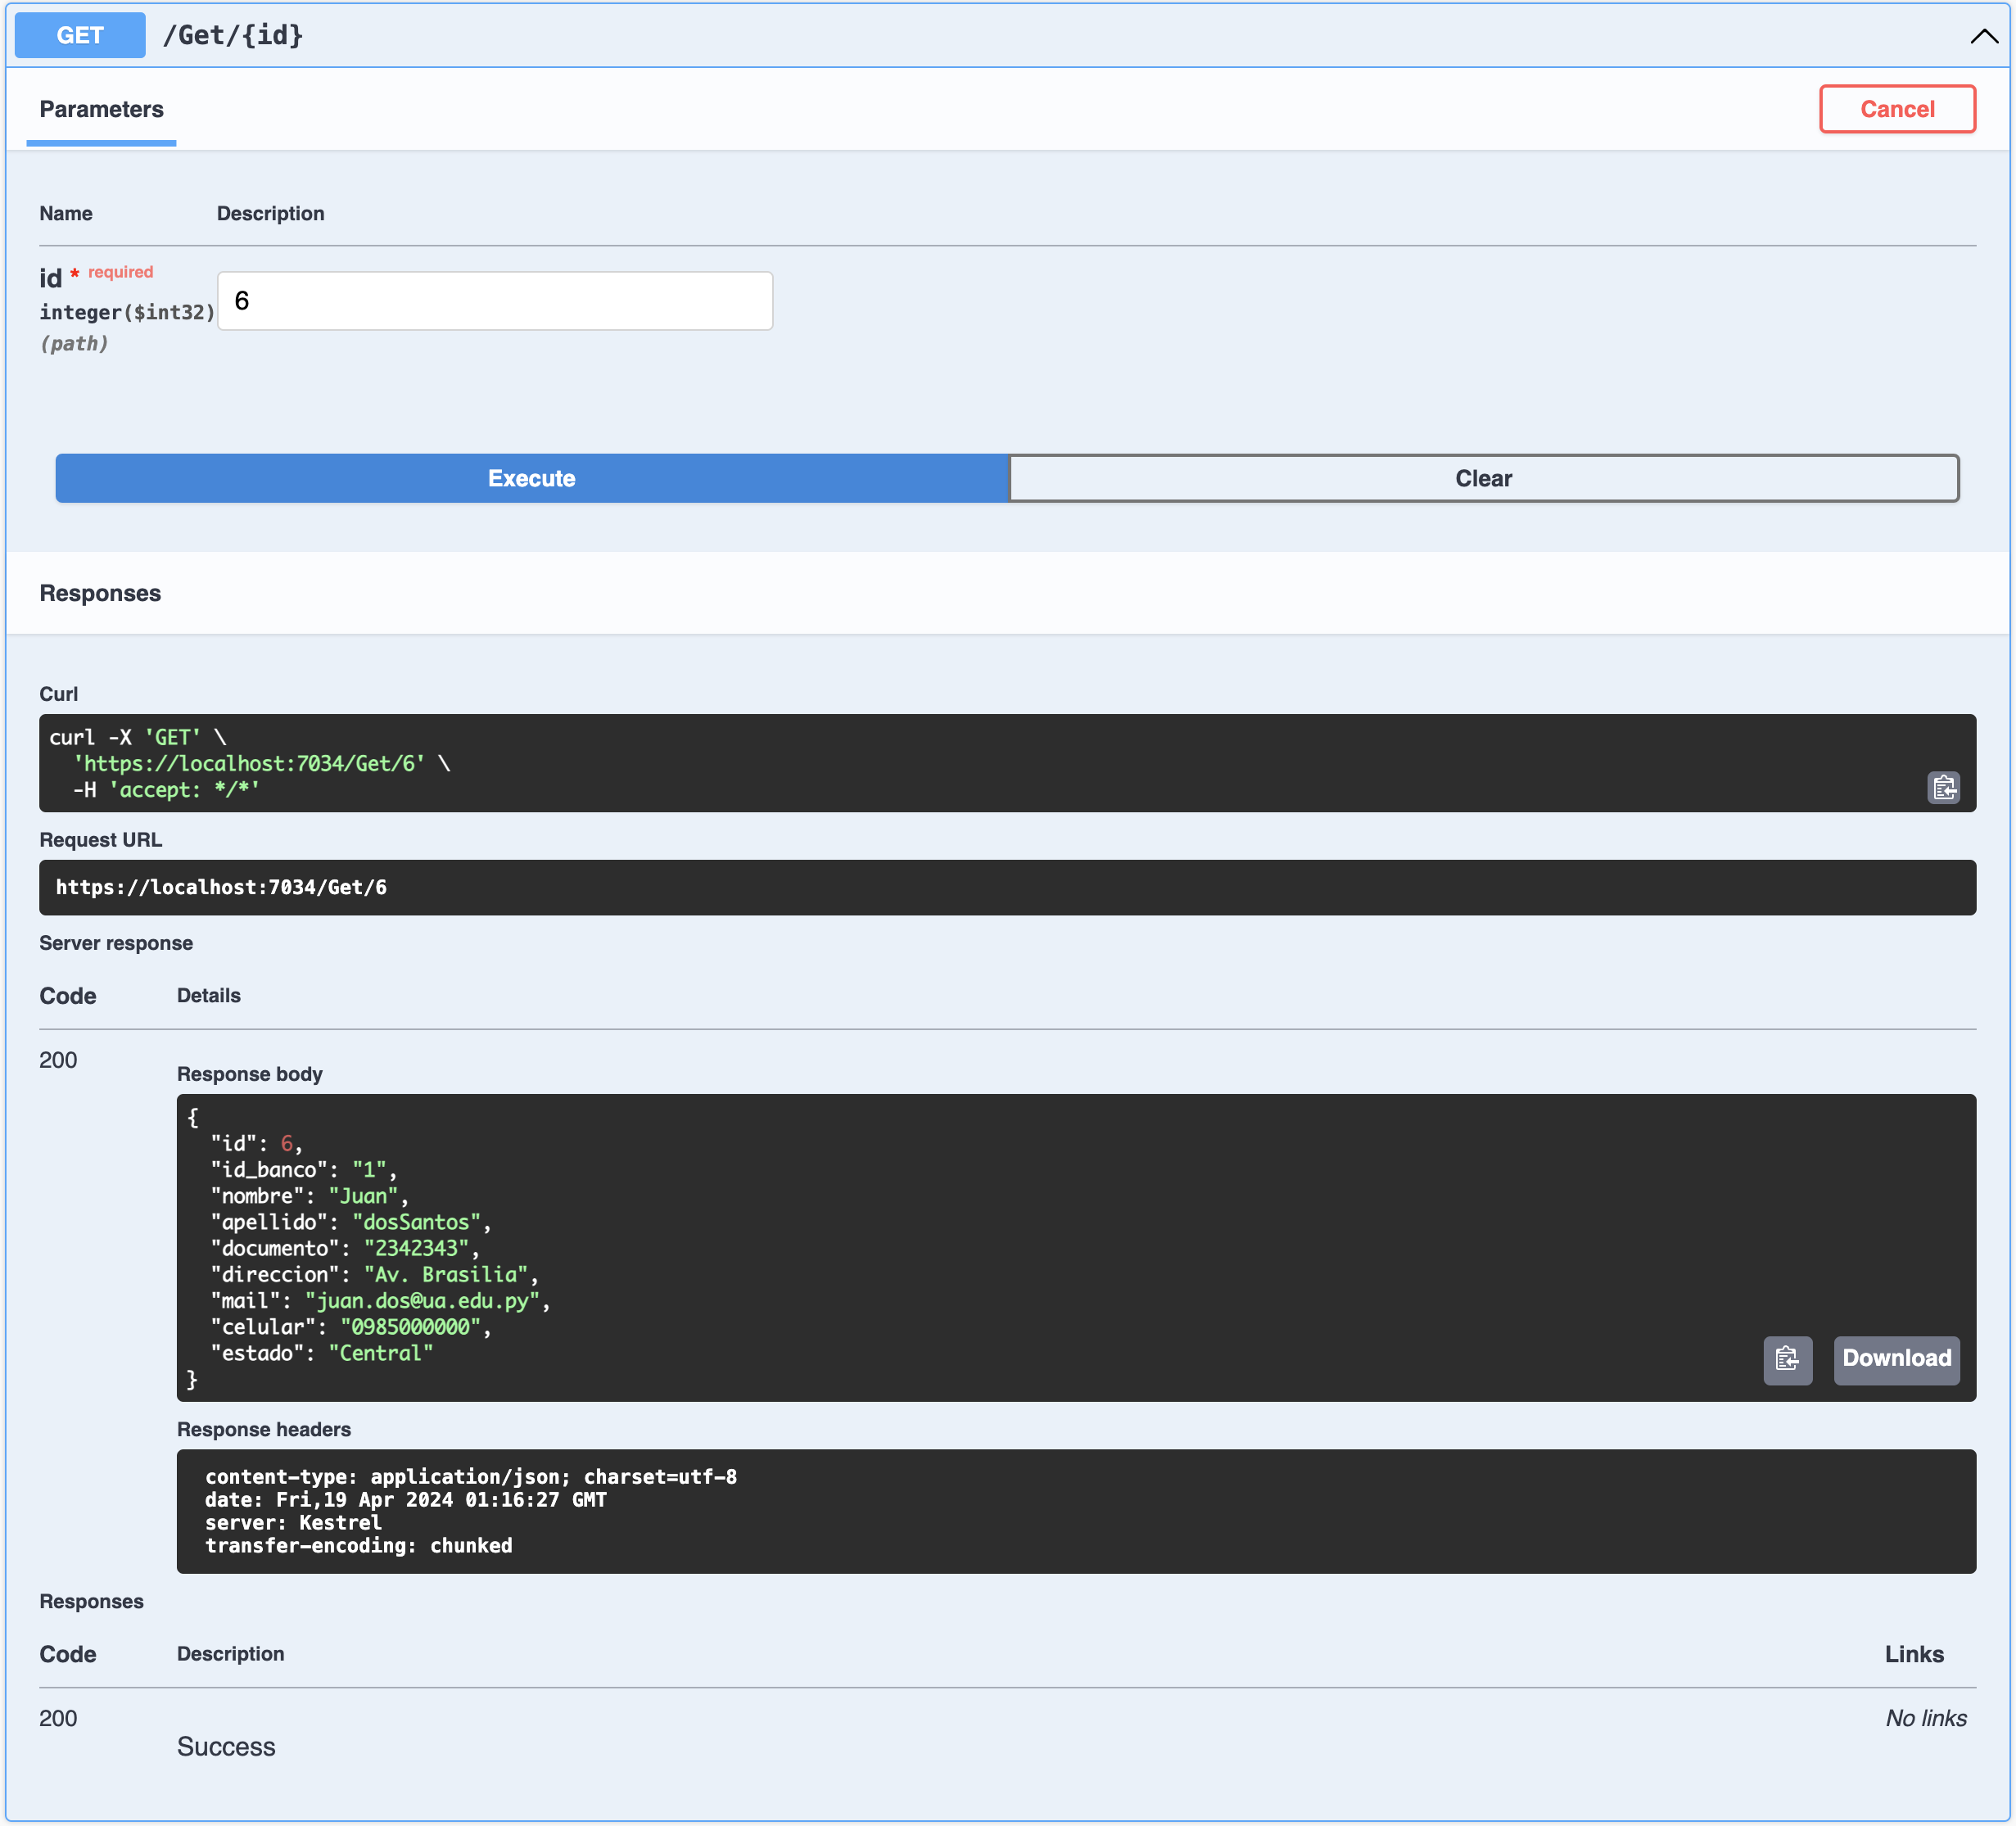 GET /Get/{id}
Parameters
Cancel
Name Description
id * required
integer($int32)
(path)
6
Execute
Clear
Responses
Curl
curl -X 'GET' \
  'https://localhost:7034/Get/6' \
  -H 'accept: */*'
Request URL
https://localhost:7034/Get/6
Server response
Code Details
200
Response body
{
  "id": 6,
  "id_banco": "1",
  "nombre": "Juan",
  "apellido": "dosSantos",
  "documento": "2342343",
  "direccion": "Av. Brasilia",
  "mail": "juan.dos@ua.edu.py",
  "celular": "0985000000",
  "estado": "Central"
}
Download
Response headers
content-type: application/json; charset=utf-8
date: Fri,19 Apr 2024 01:16:27 GMT
server: Kestrel
transfer-encoding: chunked
Responses
Code Description Links
200
Success
No links